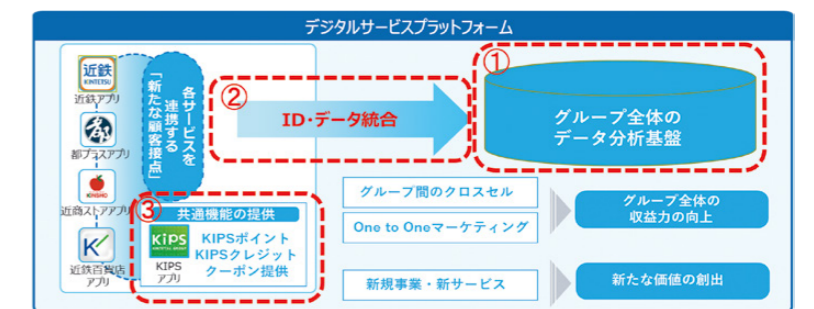 デジタルサービスプラットフォーム
近鉄
KINTETSU
近鉄アプリ
都
都プラスアプリ
KINSHO
近商ストアアプリ
K
近鉄百貨店
アプリ
各サービスを
連携する
「新たな顧客接点」
②
ID・データ統合
①
グループ全体の
データ分析基盤
③
共通機能の提供
KiPS
KIPS
アプリ
KIPSポイント
KIPSクレジット
クーポン提供
グループ間のクロスセル
One to Oneマーケティング
グループ全体の
収益力の向上
新規事業・新サービス
新たな価値の創出